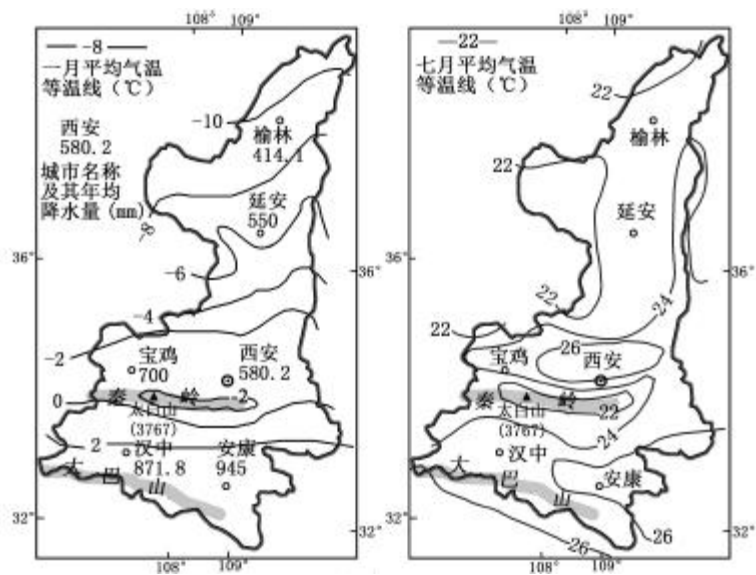 108° 109°
-8
一月平均气温
等温线（℃）
西安
580.2
城市名称
及其年均
降水量(mm)
-10
榆林
414.1
延安
550
-8
-6
36°
36°
-4
-2
宝鸡
700
西安
580.2
0
秦 岭
-2
太白山
(3767)
2
汉中
871.8
安康
945
大巴山
32°
32°
108° 109°
108° 109°
—22—
七月平均气温
等温线（℃）
22
榆林
22
延安
36°
36°
22
24
22
26
宝鸡
西安
秦 岭
太白山
(3767)
22
24
汉中
大巴山
安康
26
26
32°
32°
108° 109°